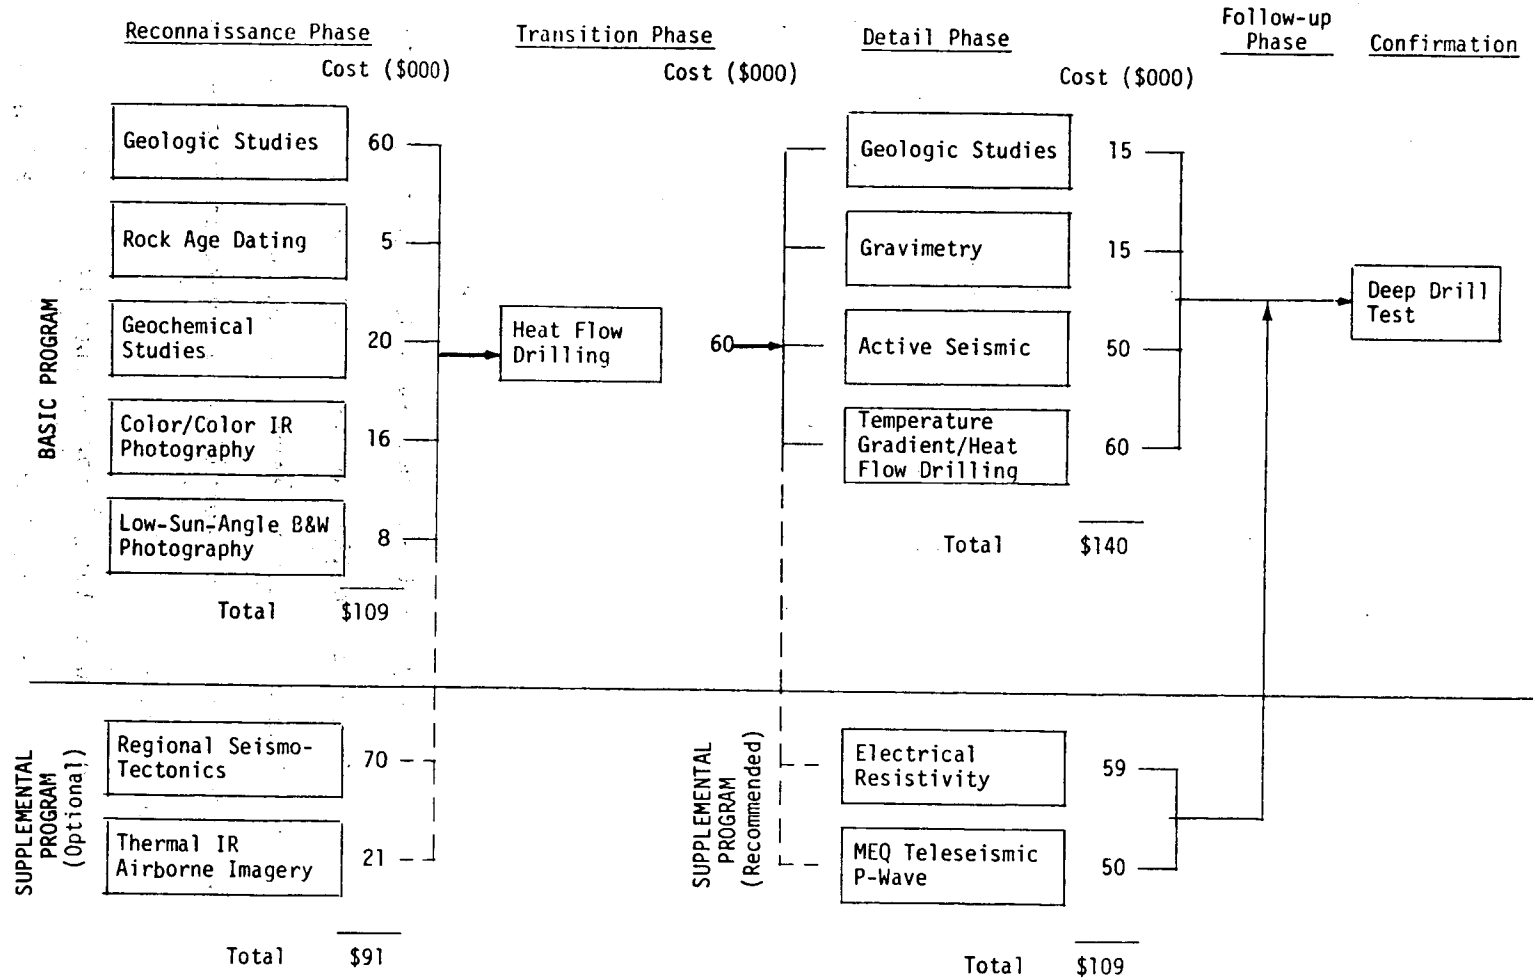 Reconnaissance Phase
Cost ($000)
Transition Phase
Cost ($000)
Detail Phase
Cost ($000)
Follow-up
Phase
Confirmation
BASIC PROGRAM
Geologic Studies
60
Rock Age Dating
5
Geochemical
Studies
20
Color/Color IR
Photography
16
Low-Sun-Angle B&W
Photography
8
Total $109
Heat Flow
Drilling
60
Geologic Studies
15
Gravimetry
15
Active Seismic
50
Temperature
Gradient/Heat
Flow Drilling
60
Total $140
Deep Drill
Test
SUPPLEMENTAL
PROGRAM
(Optional)
Regional Seismo-
Tectonics
70
Thermal IR
Airborne Imagery
21
Total $91
SUPPLEMENTAL
PROGRAM
(Recommended)
Electrical
Resistivity
59
MEQ Teleseismic
P-Wave
50
Total $109